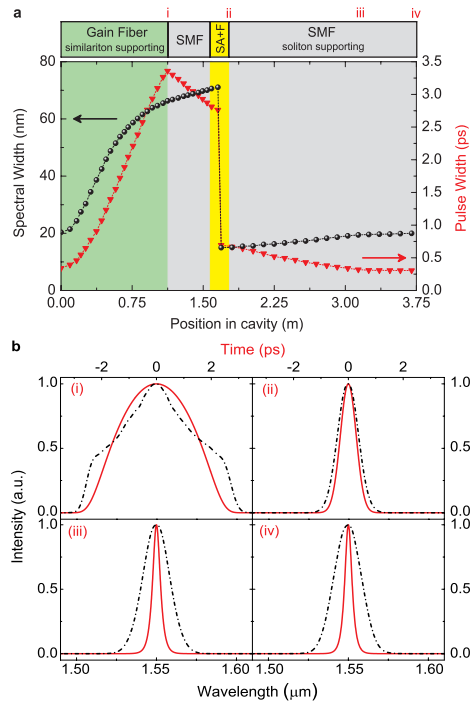 a
i
ii
iii
iv
Gain Fiber
similariton supporting
SMF
SA+F
SMF
soliton supporting
80
60
40
20
0
Spectral Width (nm)
3.5
3.0
2.5
2.0
1.5
1.0
0.5
0.0
Pulse Width (ps)
0.00 0.75 1.50 2.25 3.00 3.75
Position in cavity (m)
b
Time (ps)
-2 0 2 -2 0 2
1.0 (i) (ii) 1.0
0.5 0.5
0.0
1.0 (iii) (iv) 1.0
0.5 0.5
0.0 0.0
Intensity (a.u.)
1.50 1.55 1.60 1.50 1.55 1.60
Wavelength (μm)